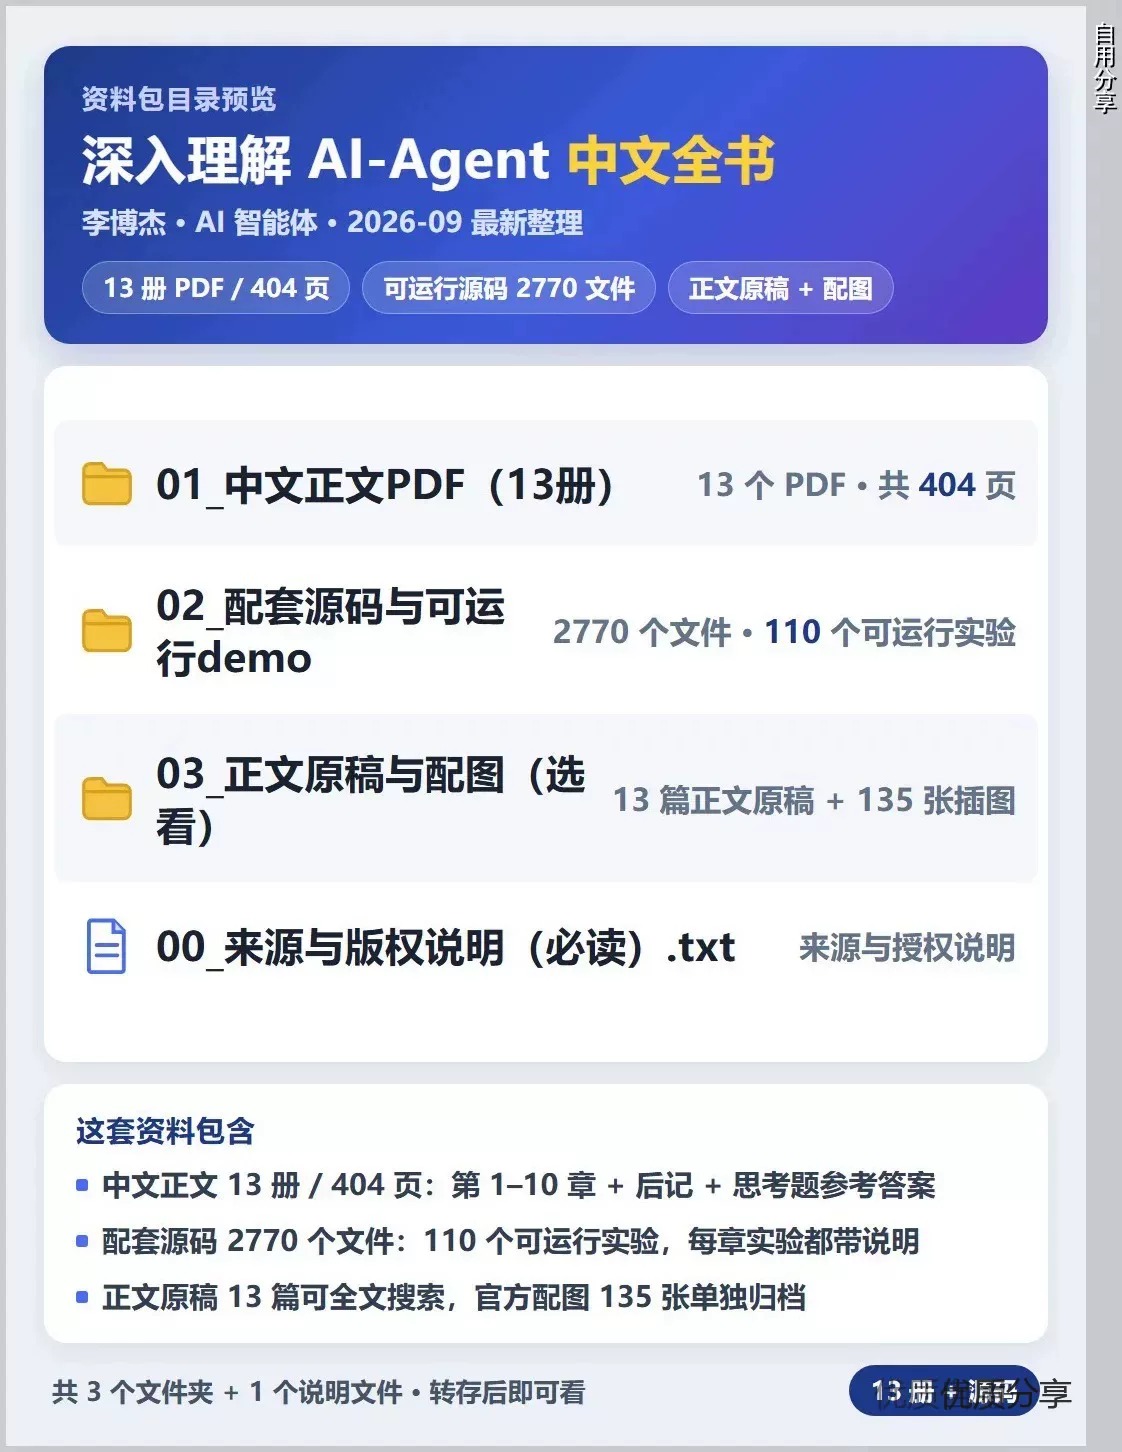 自用分享
资料包目录预览
深入理解 AI-Agent 中文全书
李博杰 • AI 智能体 • 2026-09 最新整理
13 册 PDF / 404 页
可运行源码 2770 文件
正文原稿 + 配图
01_中文正文PDF（13册）
13 个 PDF • 共 404 页
02_配套源码与可运
行demo
2770 个文件 • 110 个可运行实验
03_正文原稿与配图（选
看）
13 篇正文原稿 + 135 张插图
00_来源与版权说明（必读）.txt
来源与授权说明
这套资料包含
中文正文 13 册 / 404 页：第 1–10 章 + 后记 + 思考题参考答案
配套源码 2770 个文件：110 个可运行实验，每章实验都带说明
正文原稿 13 篇可全文搜索，官方配图 135 张单独归档
共 3 个文件夹 + 1 个说明文件 • 转存后即可看
13 册 +
优质分享